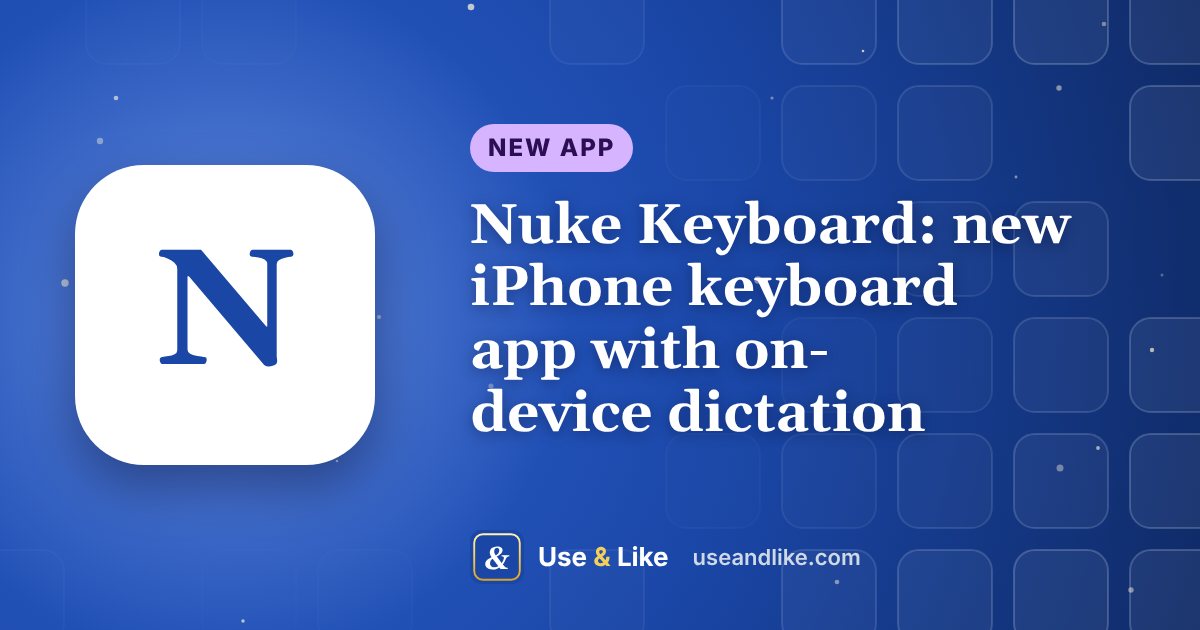 N
NEW APP
Nuke Keyboard: new
iPhone keyboard
app with on-
device dictation
& Use & Like useandlike.com